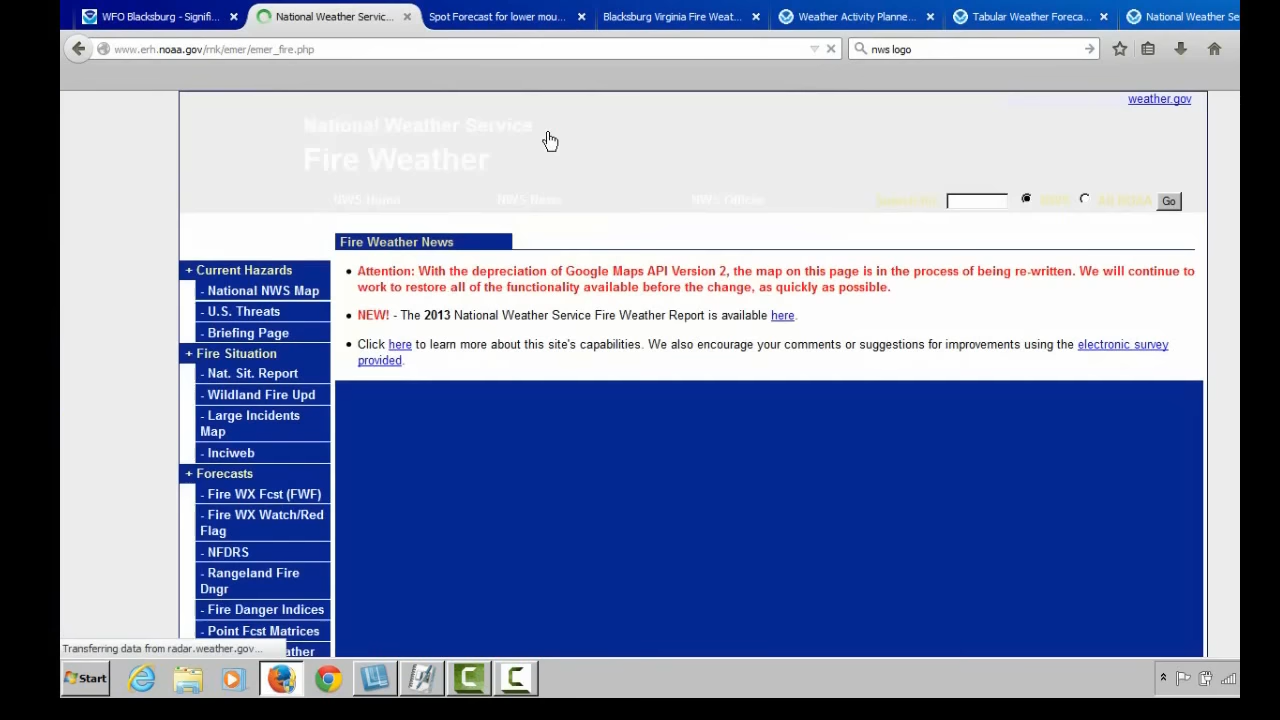 WFO Blacksburg - Signifi...
National Weather Servic...
Spot Forecast for lower mou...
Blacksburg Virginia Fire Weat...
Weather Activity Planne...
Tabular Weather Foreca...
National Weather Se
www.erh.noaa.gov/rnk/emer/emer_fire.php
nws logo
weather.gov
National Weather Service
Fire Weather
NWS Home
NWS News
NWS Offices
Go
Fire Weather News
+ Current Hazards
- National NWS Map
- U.S. Threats
- Briefing Page
+ Fire Situation
- Nat. Sit. Report
- Wildland Fire Upd
- Large Incidents
Map
- Inciweb
+ Forecasts
- Fire WX Fcst (FWF)
- Fire WX Watch/Red
Flag
- NFDRS
- Rangeland Fire
Dngr
- Fire Danger Indices
- Point Fcst Matrices
Attention: With the depreciation of Google Maps API Version 2, the map on this page is in the process of being re-written. We will continue to
work to restore all of the functionality available before the change, as quickly as possible.
NEW! - The 2013 National Weather Service Fire Weather Report is available here.
Click here to learn more about this site's capabilities. We also encourage your comments or suggestions for improvements using the electronic survey
provided.
Transferring data from radar.weather.gov...
Start